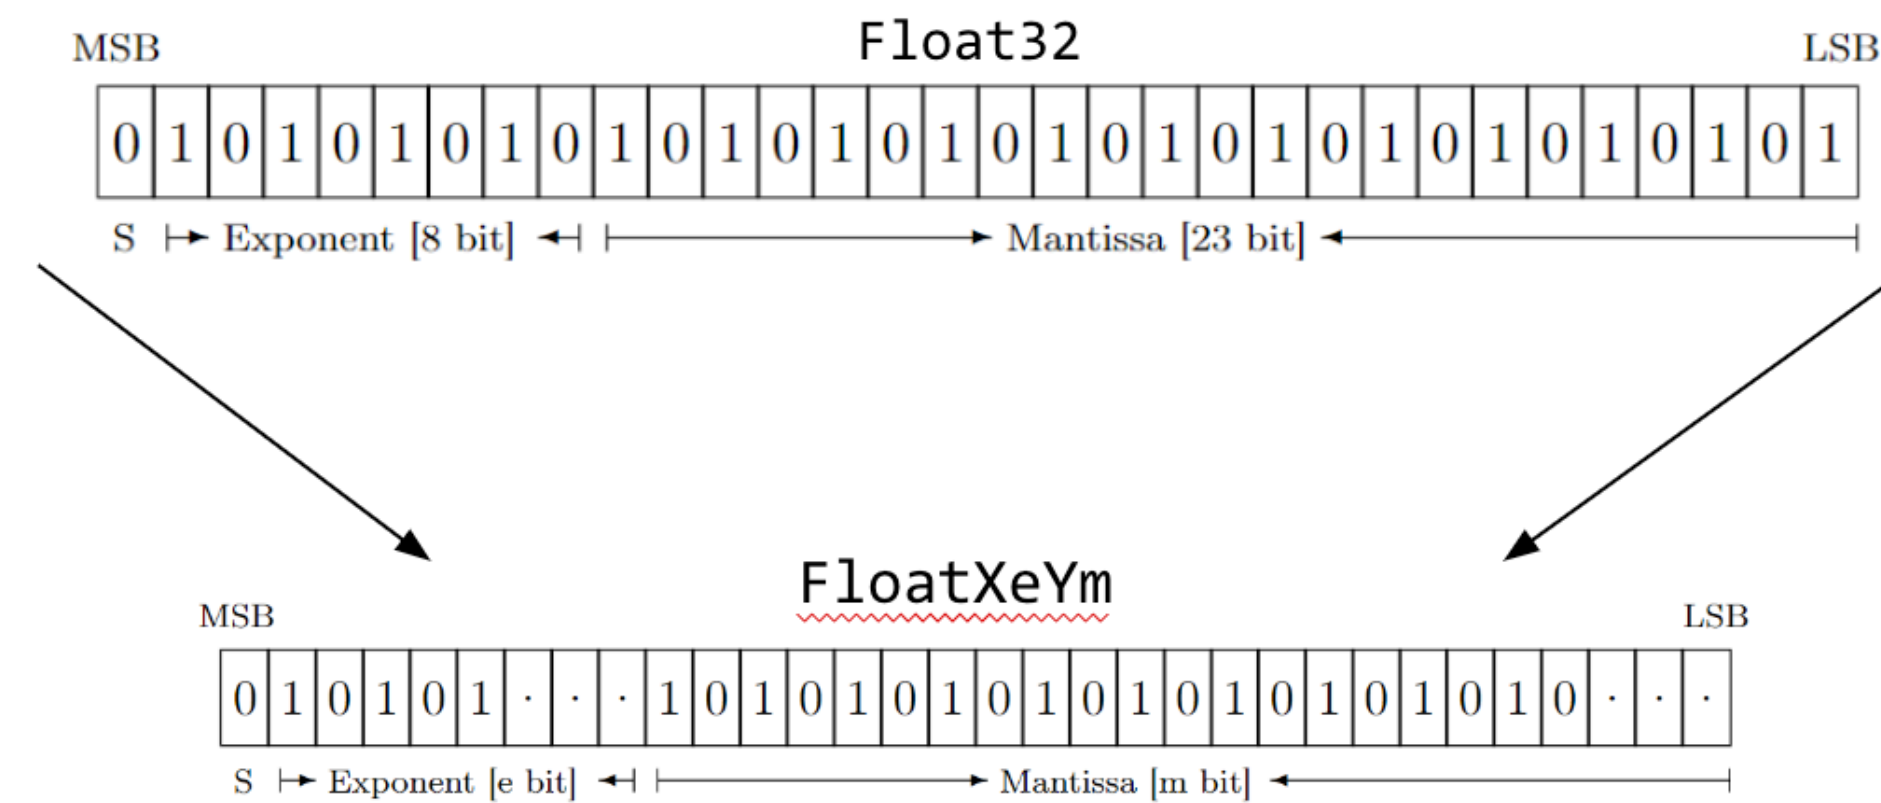 Float32
MSB LSB
0 1 0 1 0 1 0 1 0 1 0 1 0 1 0 1 0 1 0 1 0 1 0 1 0 1 0 1 0 1 0 1
S Exponent [8 bit] Mantissa [23 bit]
FloatXeYm
MSB LSB
0 1 0 1 0 1 · · · 1 0 1 0 1 0 1 0 1 0 1 0 1 0 1 0 1 0 1 0 · · ·
S Exponent [e bit] Mantissa [m bit]